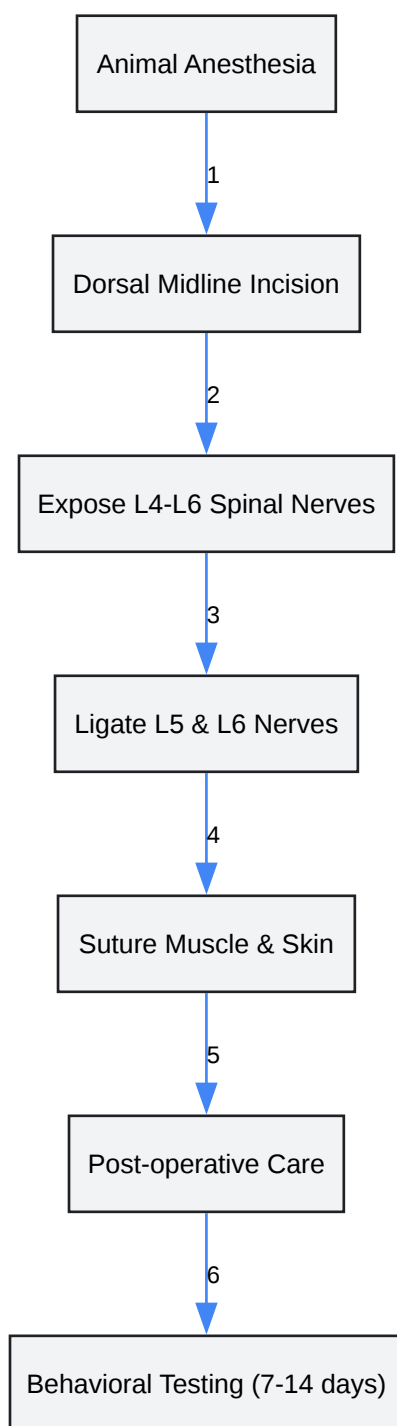 Animal Anesthesia
1
Dorsal Midline Incision
2
Expose L4-L6 Spinal Nerves
3
Ligate L5 & L6 Nerves
4
Suture Muscle & Skin
5
Post-operative Care
6
Behavioral Testing (7-14 days)